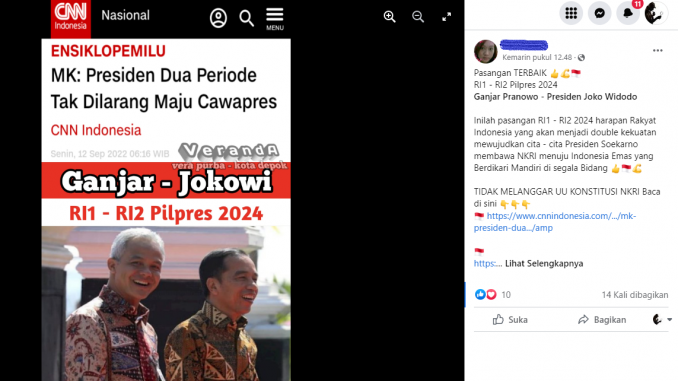 CNN
Indonesia
Nasional
MENU
ENSIKLOPEMILU
MK: Presiden Dua Periode
Tak Dilarang Maju Cawapres
CNN Indonesia
Senin, 12 Sep 2022 06:16 WIB
VerandA
vera purba - kota depok
Ganjar - Jokowi
RI1 - RI2 Pilpres 2024
11
Kemarin pukul 12.48 ·
Pasangan TERBAIK 👍💪🇮🇩
RI1 - RI2 Pilpres 2024
Ganjar Pranowo - Presiden Joko Widodo
Inilah pasangan RI1 - RI2 2024 harapan Rakyat
Indonesia yang akan menjadi double kekuatan
mewujudkan cita - cita Presiden Soekarno
membawa NKRI menuju Indonesia Emas yang
Berdikari Mandiri di segala Bidang 👍🇮🇩💪
TIDAK MELANGGAR UU KONSTITUSI NKRI Baca
di sini 👇👇👇
🇮🇩 https://www.cnnindonesia.com/.../mk-
presiden-dua.../amp
🇮🇩
https:... Lihat Selengkapnya
10
14 Kali dibagikan
Suka
Bagikan